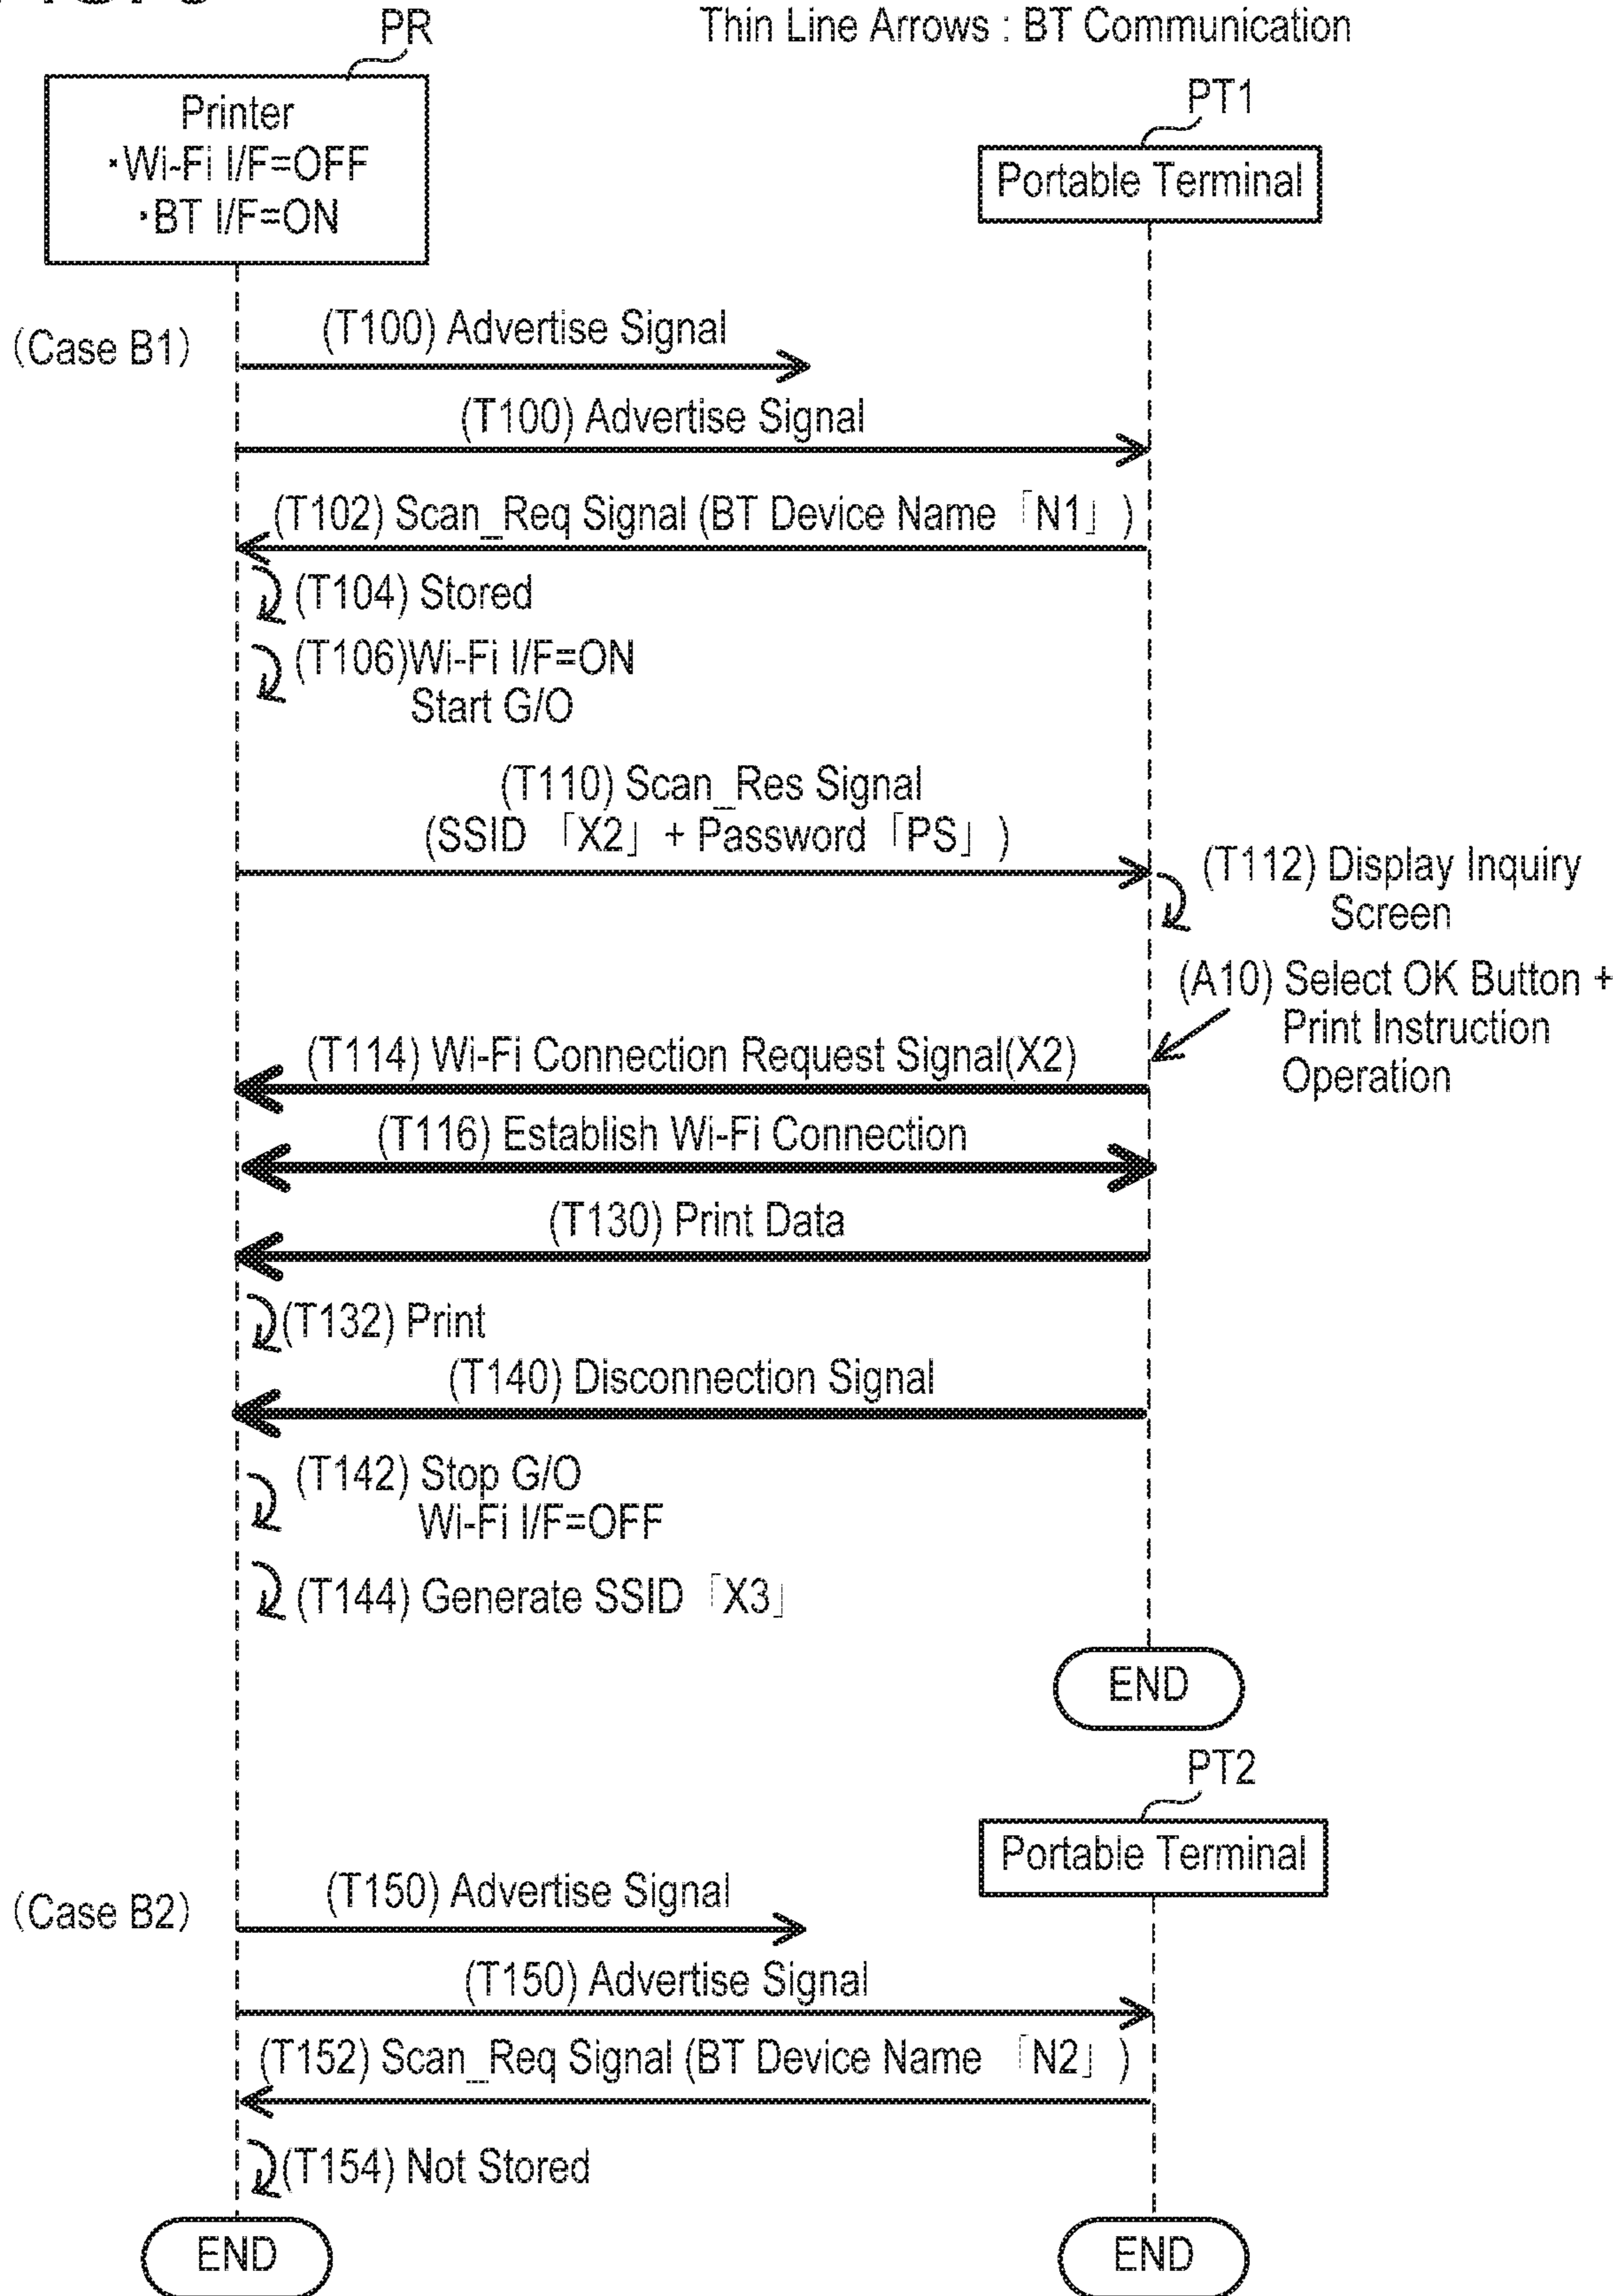 PR
Thin Line Arrows : BT Communication
Printer
・Wi-Fi I/F=OFF
・BT I/F=ON
PT1
Portable Terminal
(Case B1)
(T100) Advertise Signal
(T100) Advertise Signal
(T102) Scan_Req Signal (BT Device Name「N1」)
(T104) Stored
(T106)Wi-Fi I/F=ON
Start G/O
(T110) Scan_Res Signal
(SSID「X2」+ Password「PS」)
(T112) Display Inquiry
Screen
(A10) Select OK Button +
Print Instruction
Operation
(T114) Wi-Fi Connection Request Signal(X2)
(T116) Establish Wi-Fi Connection
(T130) Print Data
(T132) Print
(T140) Disconnection Signal
(T142) Stop G/O
Wi-Fi I/F=OFF
(T144) Generate SSID「X3」
END
PT2
Portable Terminal
(Case B2)
(T150) Advertise Signal
(T150) Advertise Signal
(T152) Scan_Req Signal (BT Device Name「N2」)
(T154) Not Stored
END
END